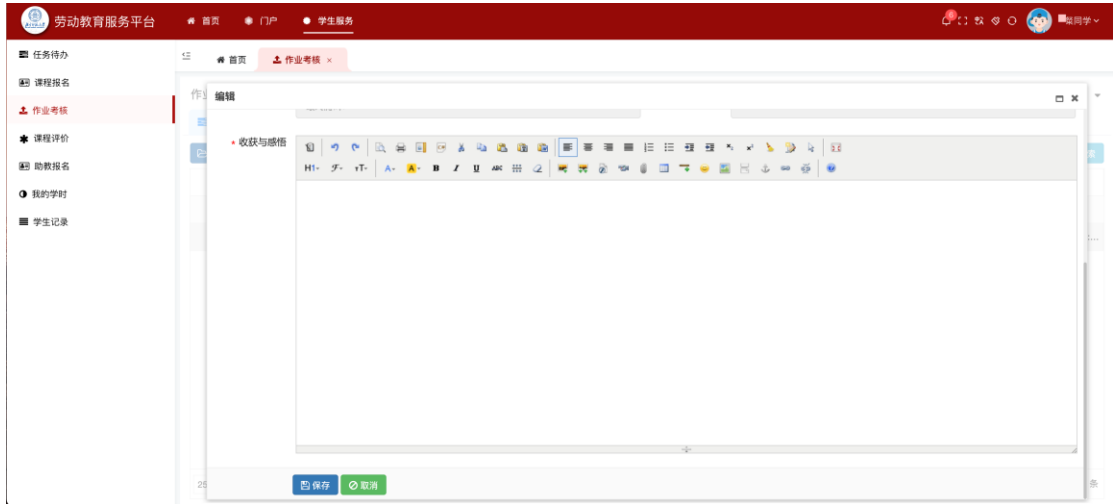 劳动教育服务平台 首页 门户 学生服务
任务待办
课程报名
作业考核
课程评价
助教报名
我的学时
学生记录
首页 作业考核 ×
编辑
* 收获与感悟
H1 F тT A A B I U ABC
保存 取消
条